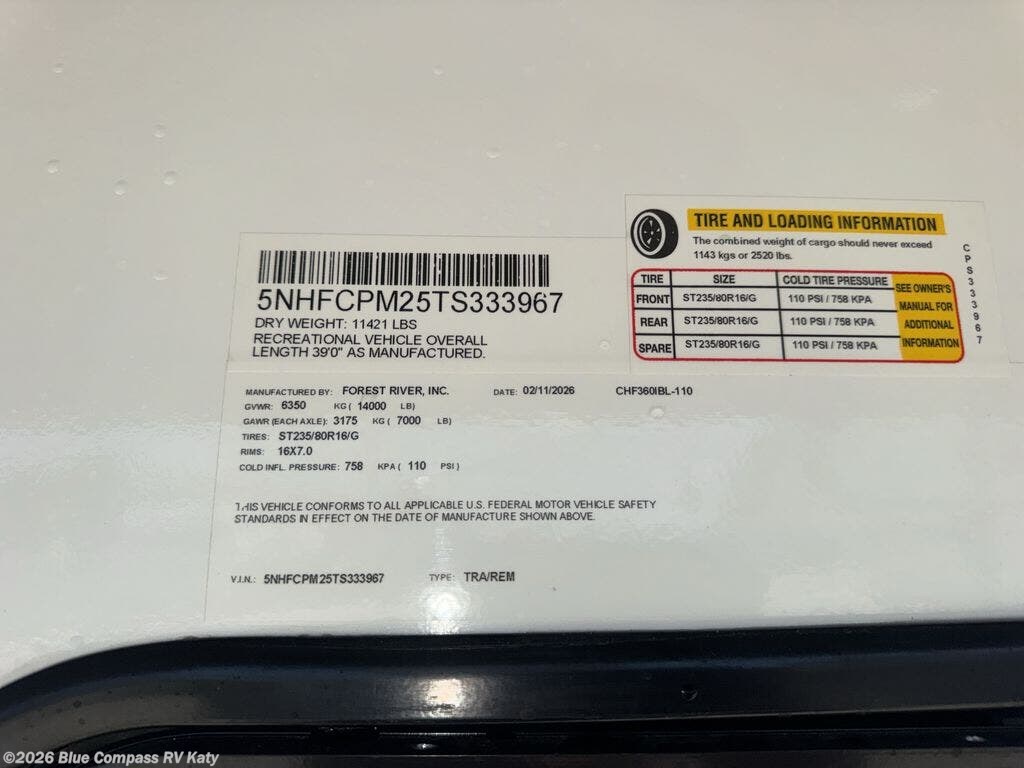 5NHFCPM25TS333967
DRY WEIGHT: 11421 LBS
RECREATIONAL VEHICLE OVERALL
LENGTH 39'0" AS MANUFACTURED.
TIRE AND LOADING INFORMATION
The combined weight of cargo should never exceed
1143 kgs or 2520 lbs.
TIRE SIZE COLD TIRE PRESSURE
FRONT ST235/80R16/G 110 PSI / 758 KPA
REAR ST235/80R16/G 110 PSI / 758 KPA
SPARE ST235/80R16/G 110 PSI / 758 KPA
SEE OWNER'S
MANUAL FOR
ADDITIONAL
INFORMATION
CPS333967
MANUFACTURED BY: FOREST RIVER, INC. DATE: 02/11/2026 CHF360IBL-110
GVWR: 6350 KG ( 14000 LB)
GAWR (EACH AXLE): 3175 KG ( 7000 LB)
TIRES: ST235/80R16/G
RIMS: 16X7.0
COLD INFL. PRESSURE: 758 KPA ( 110 PSI )
THIS VEHICLE CONFORMS TO ALL APPLICABLE U.S. FEDERAL MOTOR VEHICLE SAFETY
STANDARDS IN EFFECT ON THE DATE OF MANUFACTURE SHOWN ABOVE.
V.I.N.: 5NHFCPM25TS333967 TYPE: TRA/REM
©2026 Blue Compass RV Katy